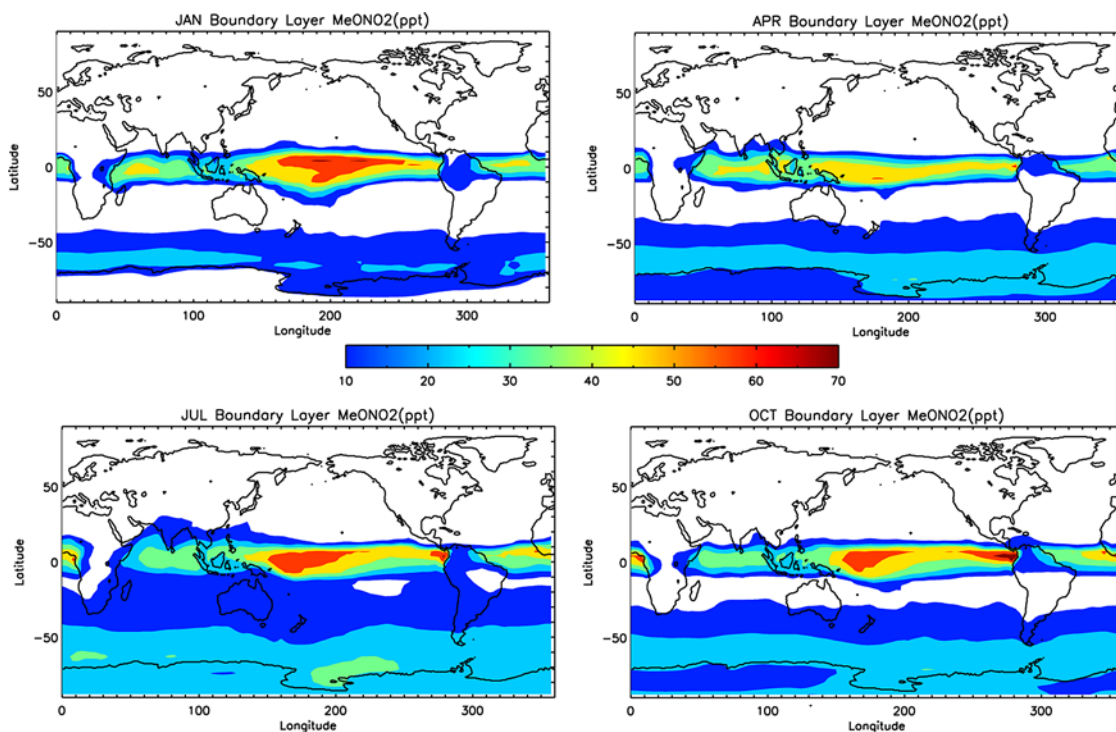 JAN Boundary Layer MeONO2(ppt)
APR Boundary Layer MeONO2(ppt)
Latitude
50
0
−50
0 100 200 300
Longitude
Latitude
50
0
−50
0 100 200 300
Longitude
10 20 30 40 50 60 70
JUL Boundary Layer MeONO2(ppt)
OCT Boundary Layer MeONO2(ppt)
Latitude
50
0
−50
0 100 200 300
Longitude
Latitude
50
0
−50
0 100 200 300
Longitude